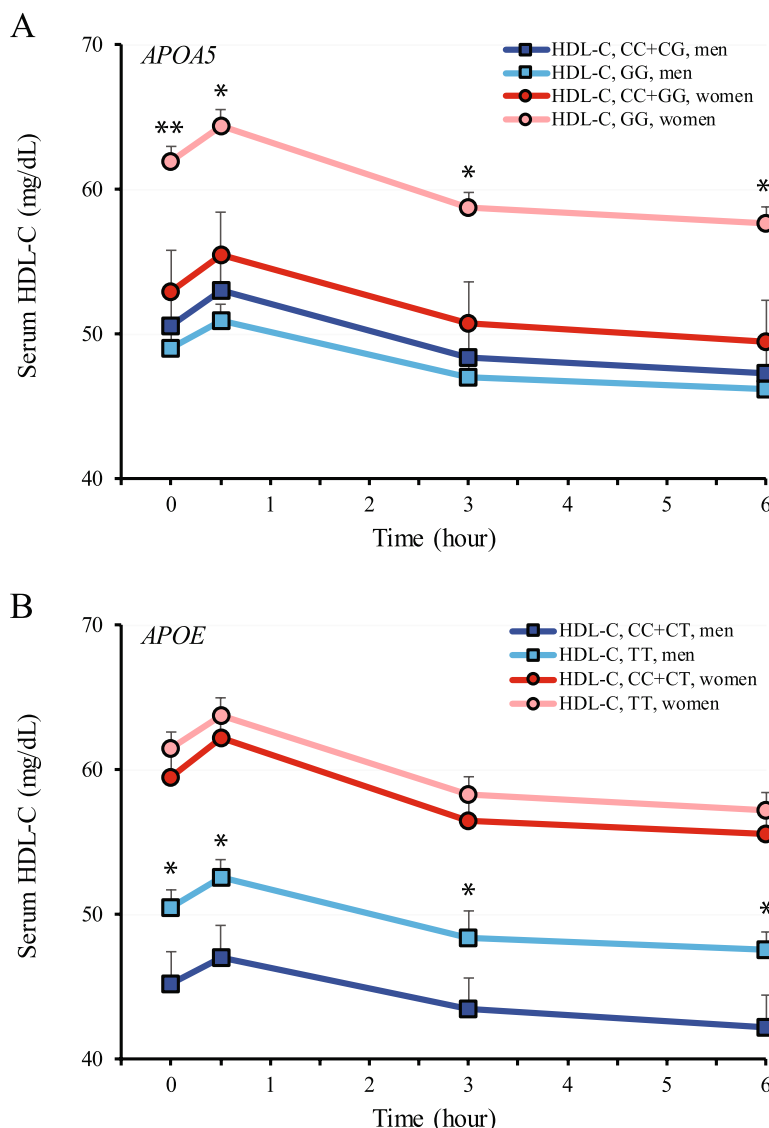 A
APOA5
HDL-C, CC+CG, men
HDL-C, GG, men
HDL-C, CC+GG, women
HDL-C, GG, women
Serum HDL-C (mg/dL)
70
60
50
40
**
*
*
*
0 1 2 3 4 5 6
Time (hour)
B
APOE
HDL-C, CC+CT, men
HDL-C, TT, men
HDL-C, CC+CT, women
HDL-C, TT, women
Serum HDL-C (mg/dL)
70
60
50
40
*
*
*
*
0 1 2 3 4 5 6
Time (hour)